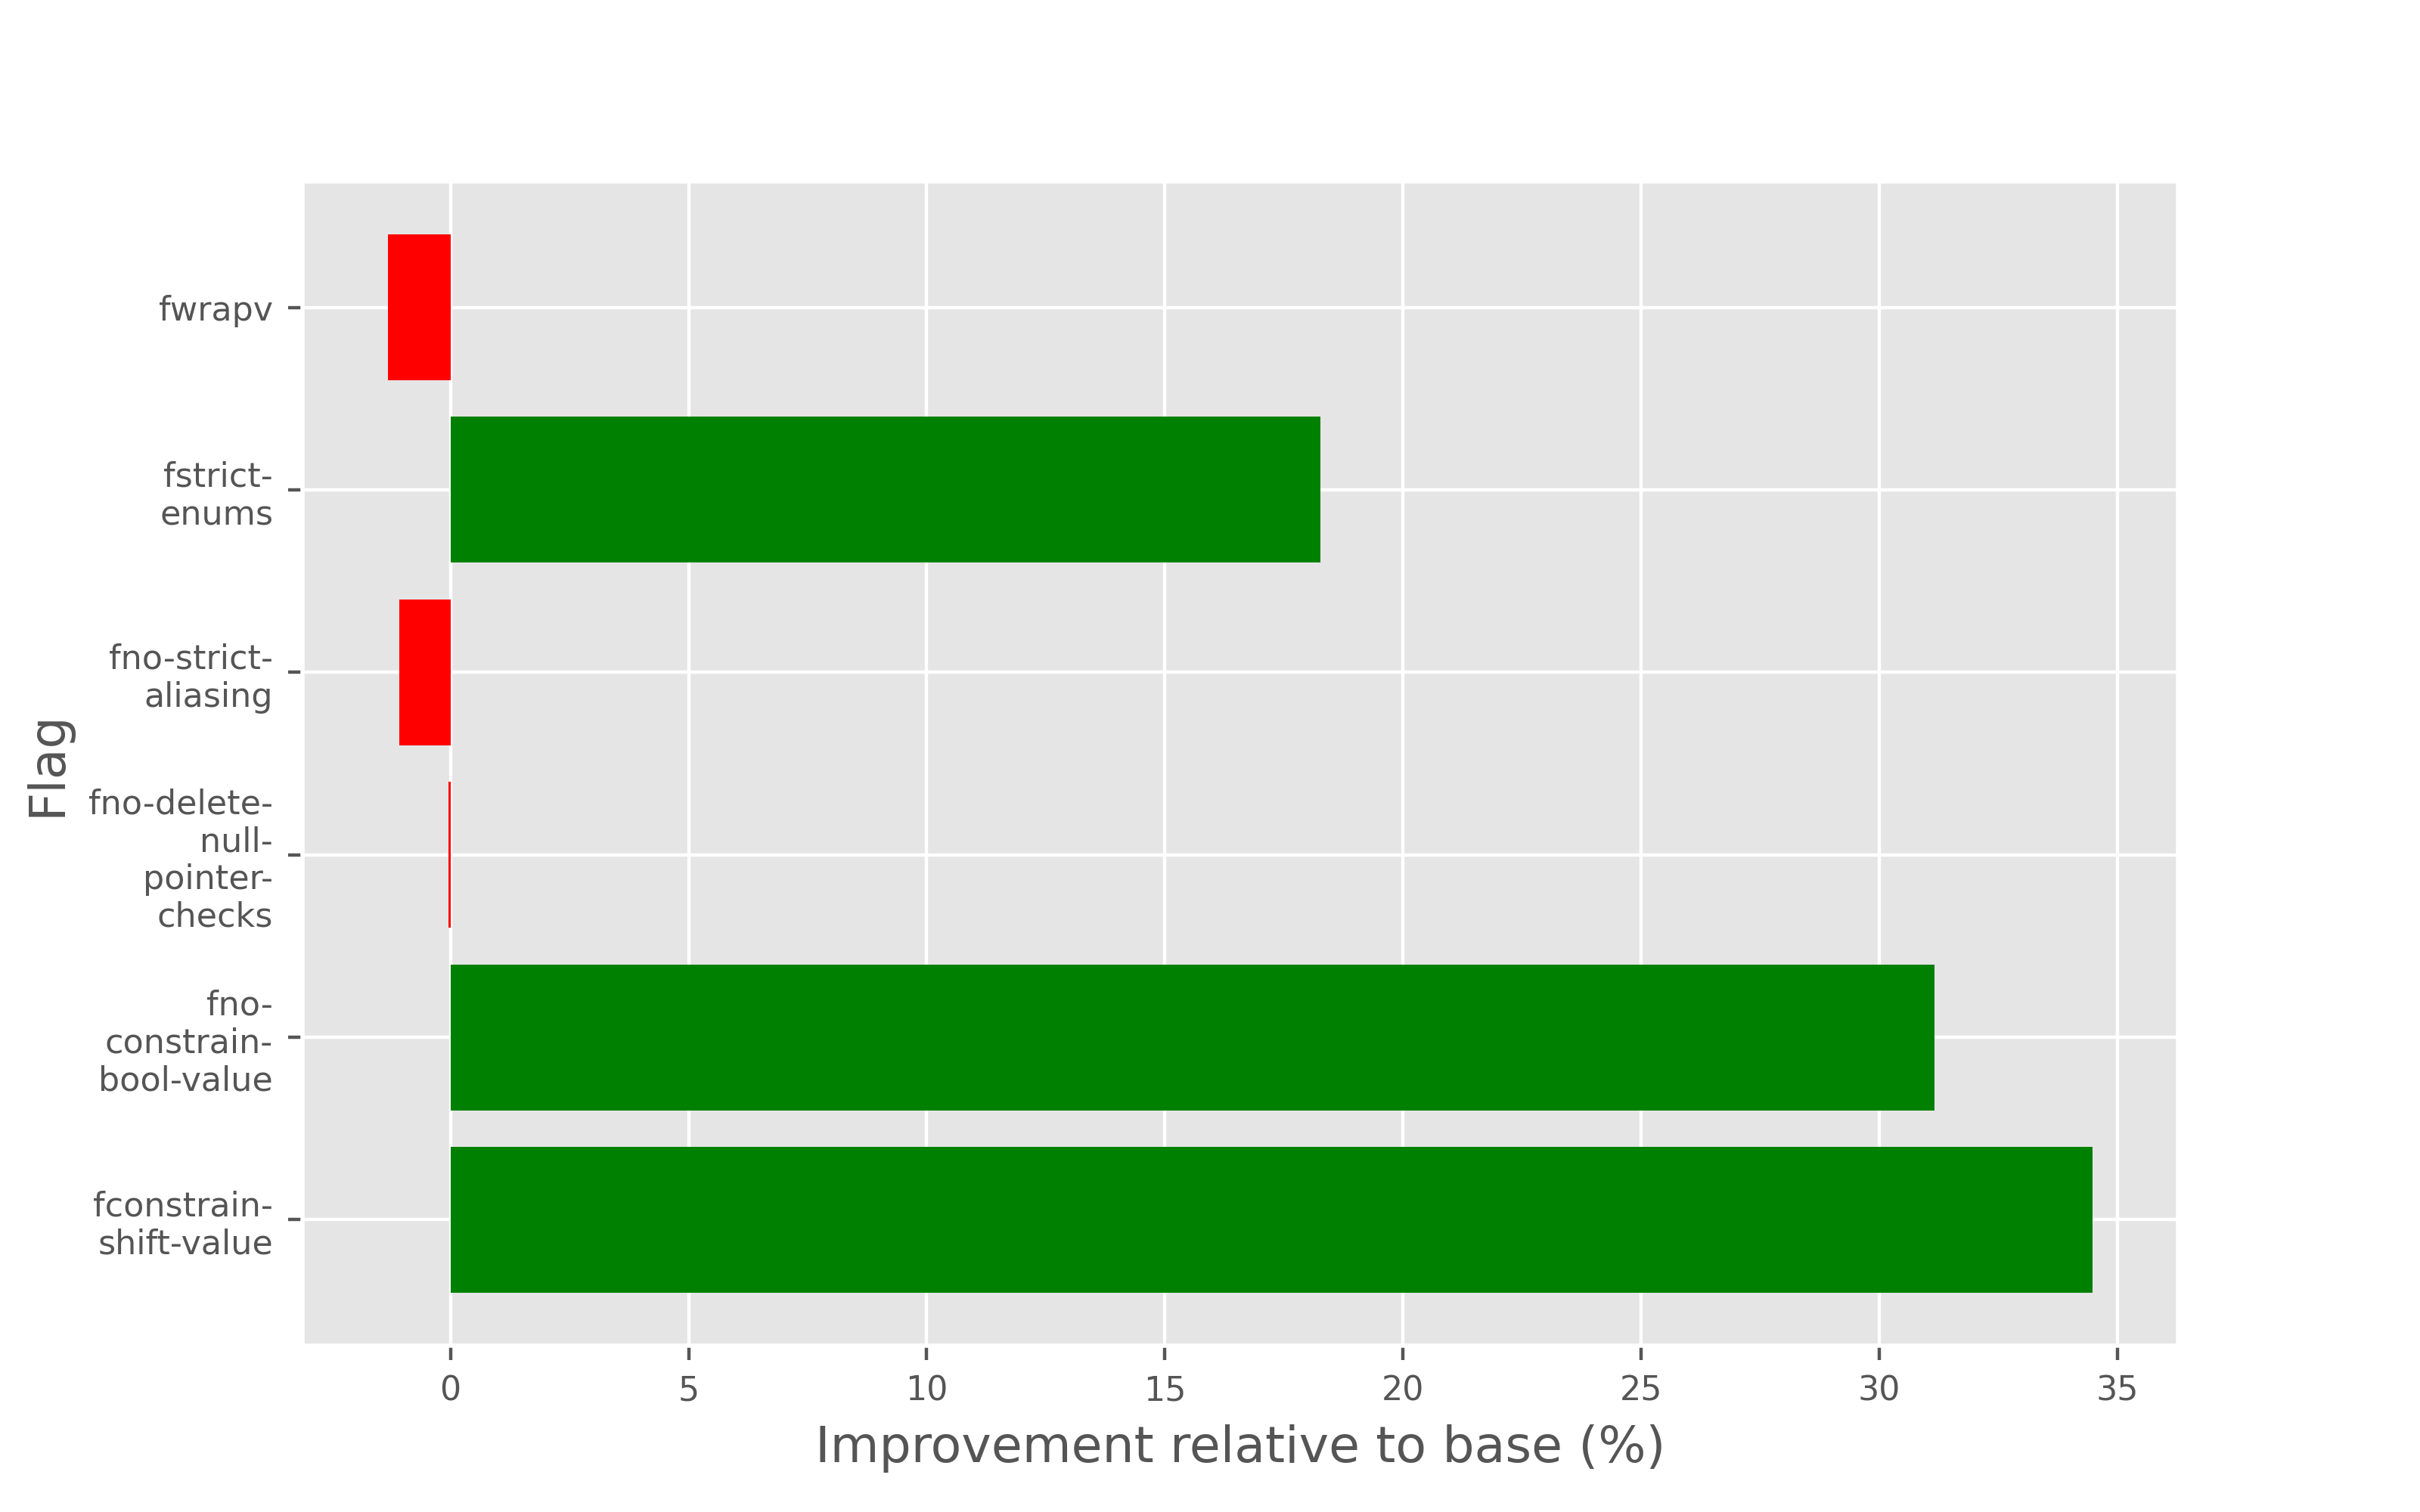 fwrapv
fstrict-
enums
fno-strict-
aliasing
Flag
fno-delete-
null-
pointer-
checks
fno-
constrain-
bool-value
fconstrain-
shift-value
0 5 10 15 20 25 30 35
Improvement relative to base (%)